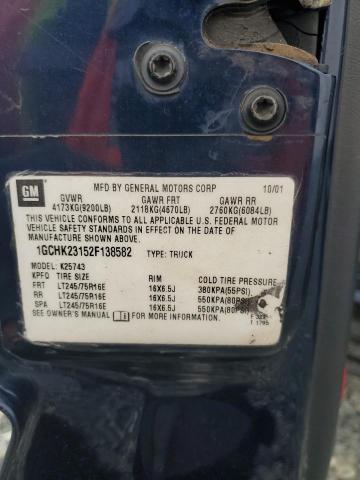 GM
MFD BY GENERAL MOTORS CORP 10/01
GVWR GAWR FRT GAWR RR
4173KG(9200LB) 2118KG(4670LB) 2760KG(6084LB)
THIS VEHICLE CONFORMS TO ALL APPLICABLE U.S. FEDERAL MOTOR
VEHICLE SAFETY STANDARDS IN EFFECT ON THE DATE OF
MANUFACTURE SHOWN ABOVE.
1GCHK23152F138582 TYPE: TRUCK
MODEL: K25743
KPFQ TIRE SIZE RIM COLD TIRE PRESSURE
FRT LT245/75R16E 16X6.5J 380KPA(55PSI)
RR LT245/75R16E 16X6.5J 550KPA(80PSI)
SPA LT245/75R16E 16X6.5J 550KPA(80PSI)
SEE OWNER'S MANUAL FOR MORE INFORMATION.